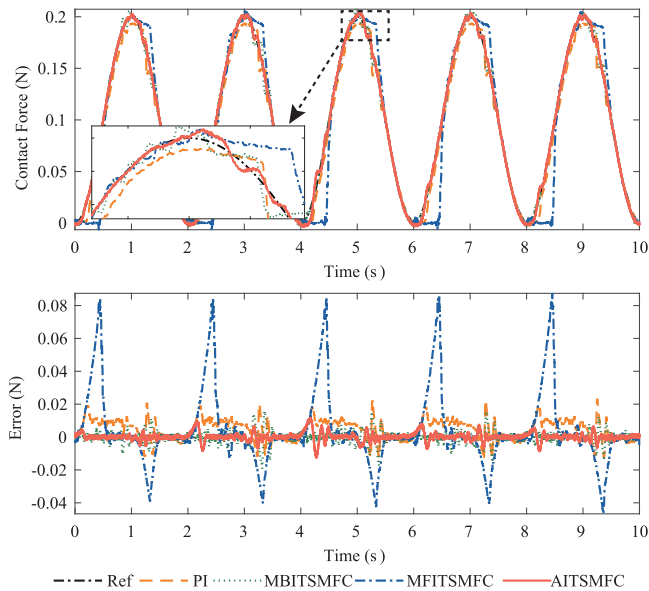 Contact Force (N)
0.2
0.15
0.1
0.05
0
0 1 2 3 4 5 6 7 8 9 10
Time (s)
Error (N)
0.08
0.06
0.04
0.02
0
-0.02
-0.04
0 1 2 3 4 5 6 7 8 9 10
Time (s)
Ref PI MBITSMFC MFITSMFC AITSMFC